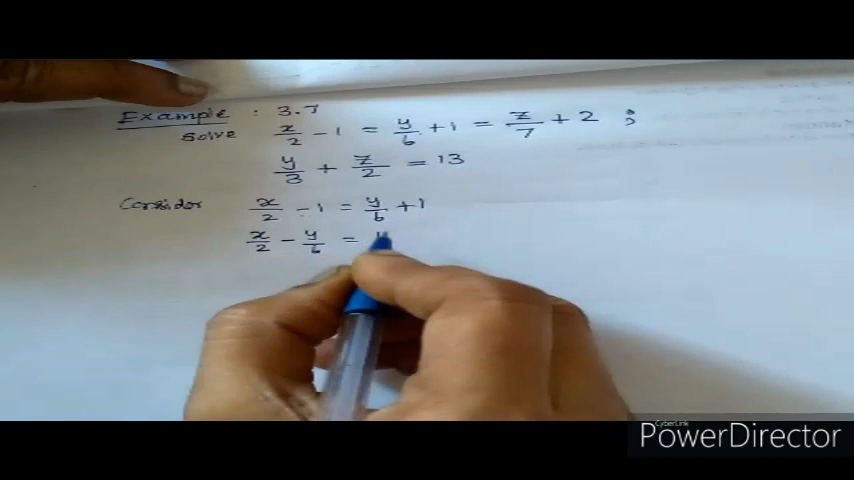 Example : 3.7
Solve x/2 - 1 = y/6 + 1 = z/7 + 2 ;
y/3 + z/2 = 13
Consider x/2 - 1 = y/6 + 1
x/2 - y/6 =
CyberLink
PowerDirector